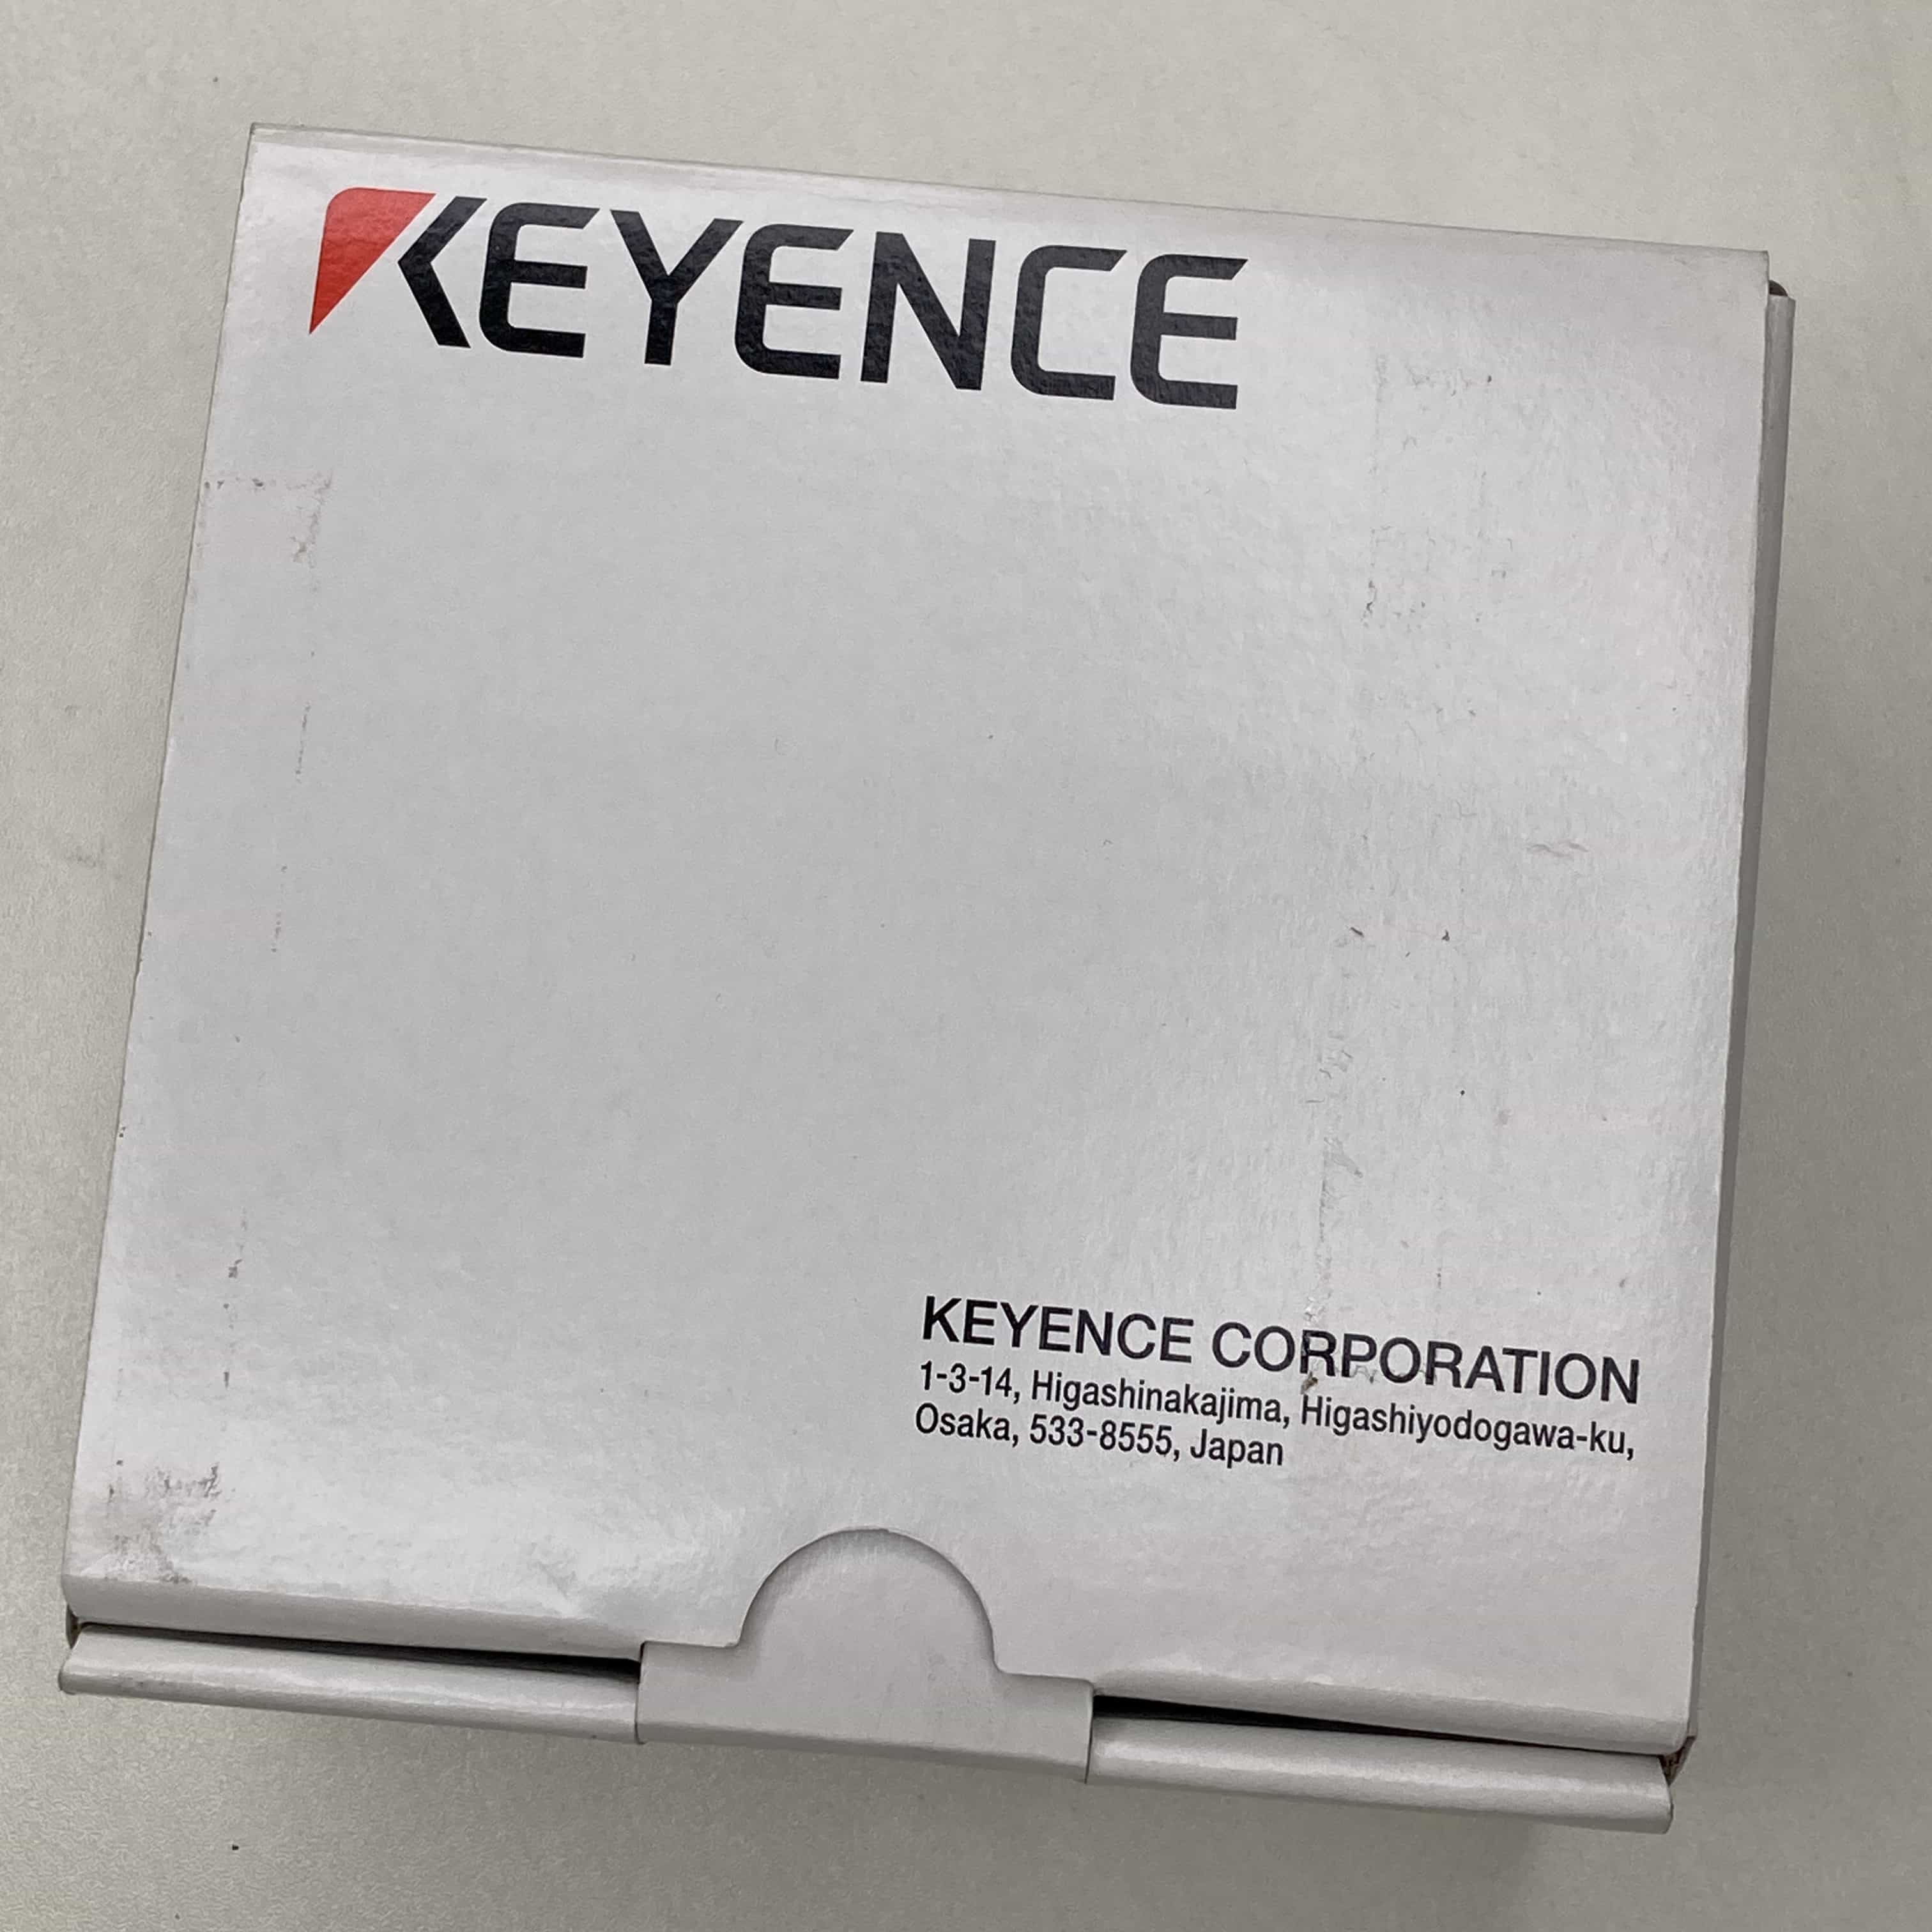 KEYENCE
KEYENCE CORPORATION
1-3-14, Higashinakajima, Higashiyodogawa-ku,
Osaka, 533-8555, Japan